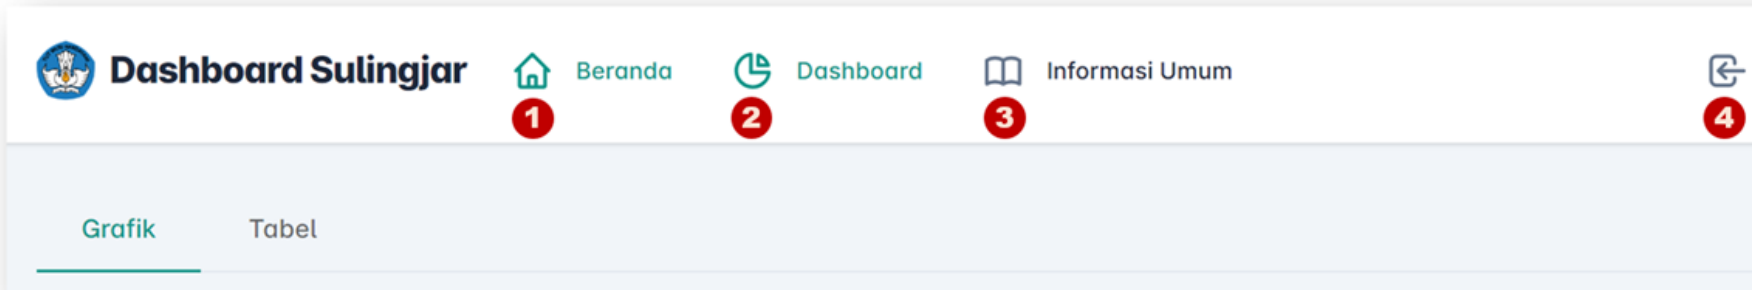 Dashboard Sulingjar Beranda Dashboard Informasi Umum
1 2 3 4
Grafik Tabel